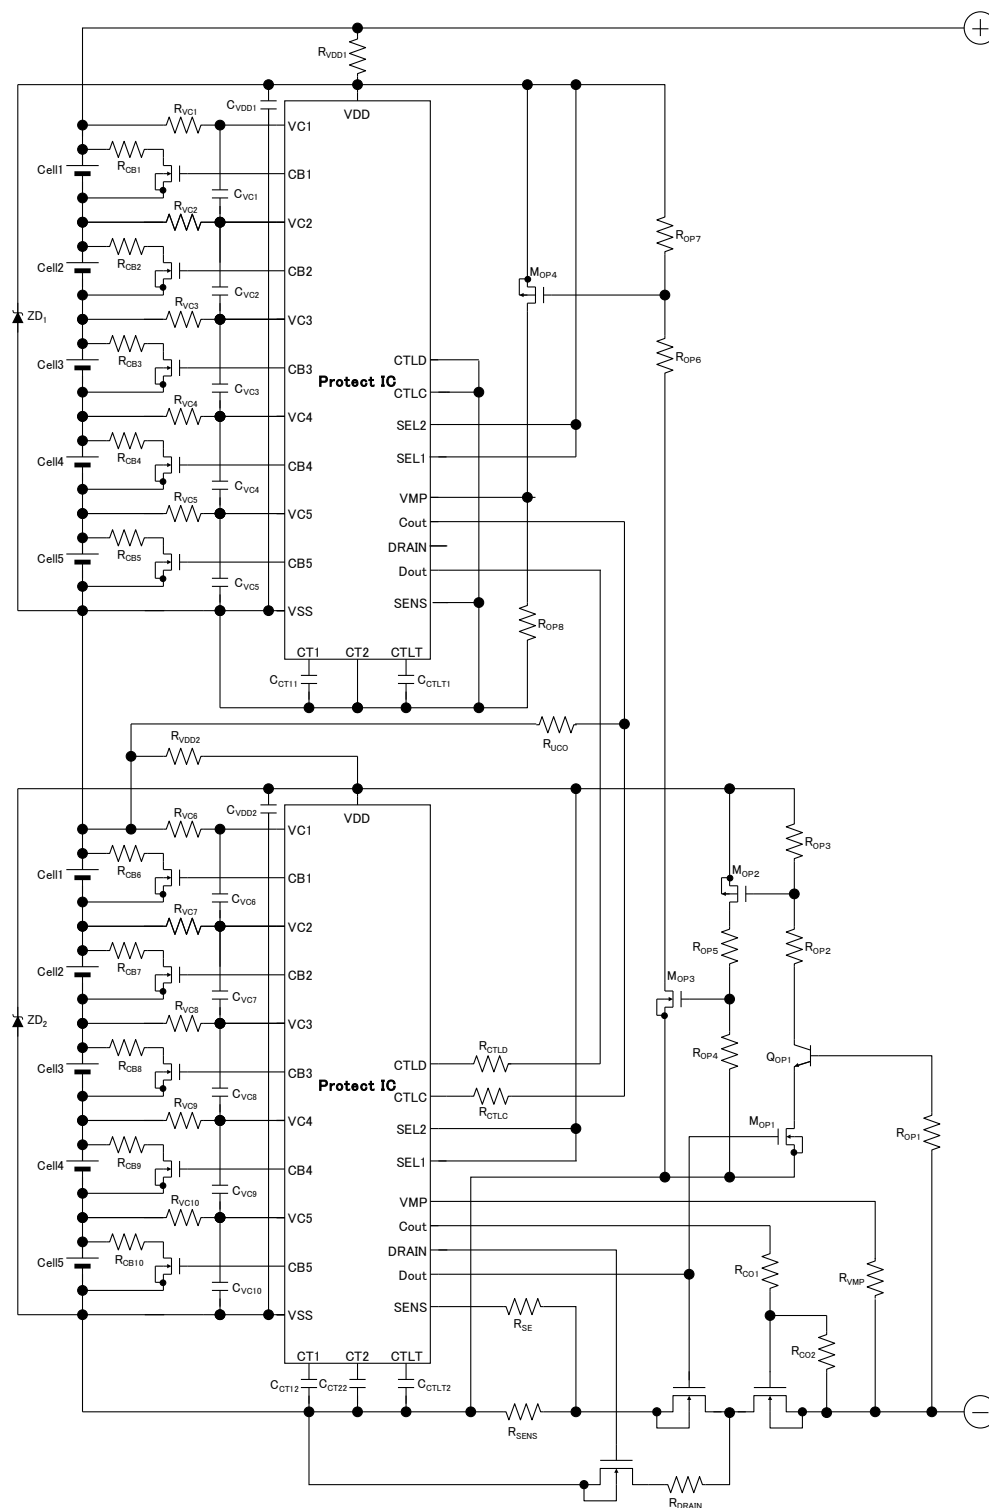 +
RVDD1
CVDD1
VDD
RVC1
VC1
Cell1
RCB1
CB1
CVC1
RVC2
VC2
ROP7
Cell2
RCB2
CB2
MOP4
CVC2
RVC3
VC3
ZD1
ROP6
Cell3
RCB3
CB3
CTLD
Protect IC
CVC3
CTLC
RVC4
VC4
SEL2
Cell4
RCB4
CB4
SEL1
CVC4
VMP
RVC5
VC5
Cout
DRAIN
Cell5
RCB5
CB5
Dout
CVC5
VSS
SENS
ROP8
CT1
CT2
CTLT
CCT11
CCTLT1
RVDD2
RUCO
CVDD2
VDD
RVC6
VC1
ROP3
Cell1
RCB6
CB1
MOP2
CVC6
RVC7
VC2
ROP5
ROP2
Cell2
RCB7
CB2
MOP3
CVC7
RVC8
VC3
ZD2
RCTLD
ROP4
QOP1
Cell3
RCB8
CB3
CTLD
Protect IC
CVC8
CTLC
RCTLC
RVC9
VC4
SEL2
MOP1
ROP1
Cell4
RCB9
CB4
SEL1
CVC9
VMP
RVC10
VC5
Cout
DRAIN
Cell5
RCB10
CB5
Dout
RCO1
RVMP
CVC10
VSS
SENS
RSE
RCO2
CT1
CT2
CTLT
CCT12
CCT22
CCTLT2
RSENS
−
RDRAIN